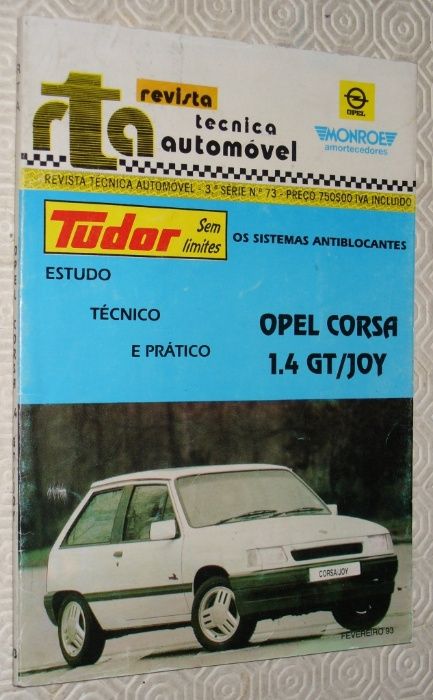 rta revista
tecnica
automóvel
OPEL
MONROE
amortecedores
REVISTA TÉCNICA AUTOMÓVEL - 3.ª SÉRIE N.º 73 - PREÇO 750$00 IVA INCLUÍDO
Tudor Sem
limites
OS SISTEMAS ANTIBLOCANTES
ESTUDO
TÉCNICO
E PRÁTICO
OPEL CORSA
1.4 GT/JOY
CORSA JOY
FEVEREIRO 93